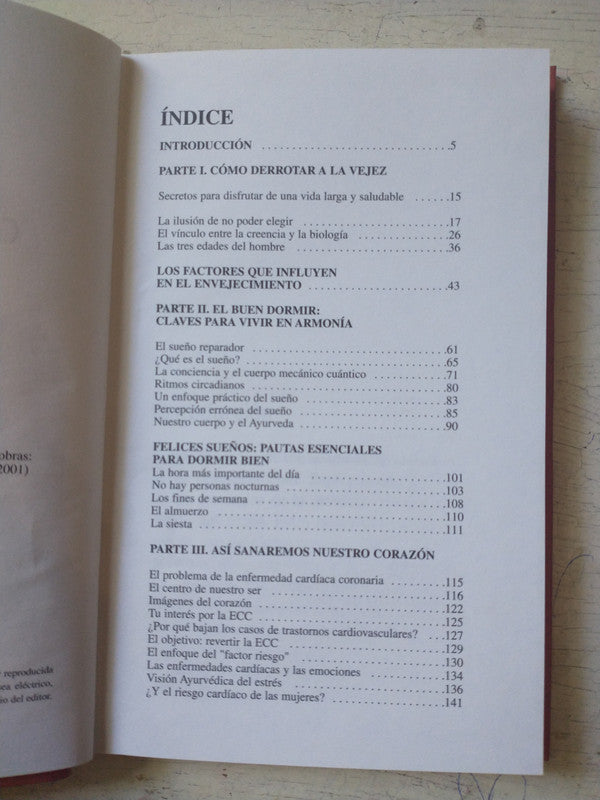 obras:
2001)
reproducida
sea eléctrico,
io del editor.
ÍNDICE
INTRODUCCIÓN ................................5
PARTE I. CÓMO DERROTAR A LA VEJEZ
Secretos para disfrutar de una vida larga y saludable ......15
La ilusión de no poder elegir ........................17
El vínculo entre la creencia y la biología ................26
Las tres edades del hombre ..........................36
LOS FACTORES QUE INFLUYEN
EN EL ENVEJECIMIENTO ........................43
PARTE II. EL BUEN DORMIR:
CLAVES PARA VIVIR EN ARMONÍA
El sueño reparador ................................61
¿Qué es el sueño? ................................65
La conciencia y el cuerpo mecánico cuántico ............71
Ritmos circadianos ................................80
Un enfoque práctico del sueño ........................83
Percepción errónea del sueño ........................85
Nuestro cuerpo y el Ayurveda ........................90
FELICES SUEÑOS: PAUTAS ESENCIALES
PARA DORMIR BIEN
La hora más importante del día ......................101
No hay personas nocturnas ..........................103
Los fines de semana ..............................108
El almuerzo ....................................110
La siesta ......................................111
PARTE III. ASÍ SANAREMOS NUESTRO CORAZÓN
El problema de la enfermedad cardíaca coronaria ........115
El centro de nuestro ser ............................116
Imágenes del corazón ..............................122
Tu interés por la ECC ..............................125
¿Por qué bajan los casos de trastornos cardiovasculares? ....127
El objetivo: revertir la ECC ..........................129
El enfoque del "factor riesgo" ........................130
Las enfermedades cardíacas y las emociones ............134
Visión Ayurvédica del estrés ........................136
¿Y el riesgo cardíaco de las mujeres? ..................141